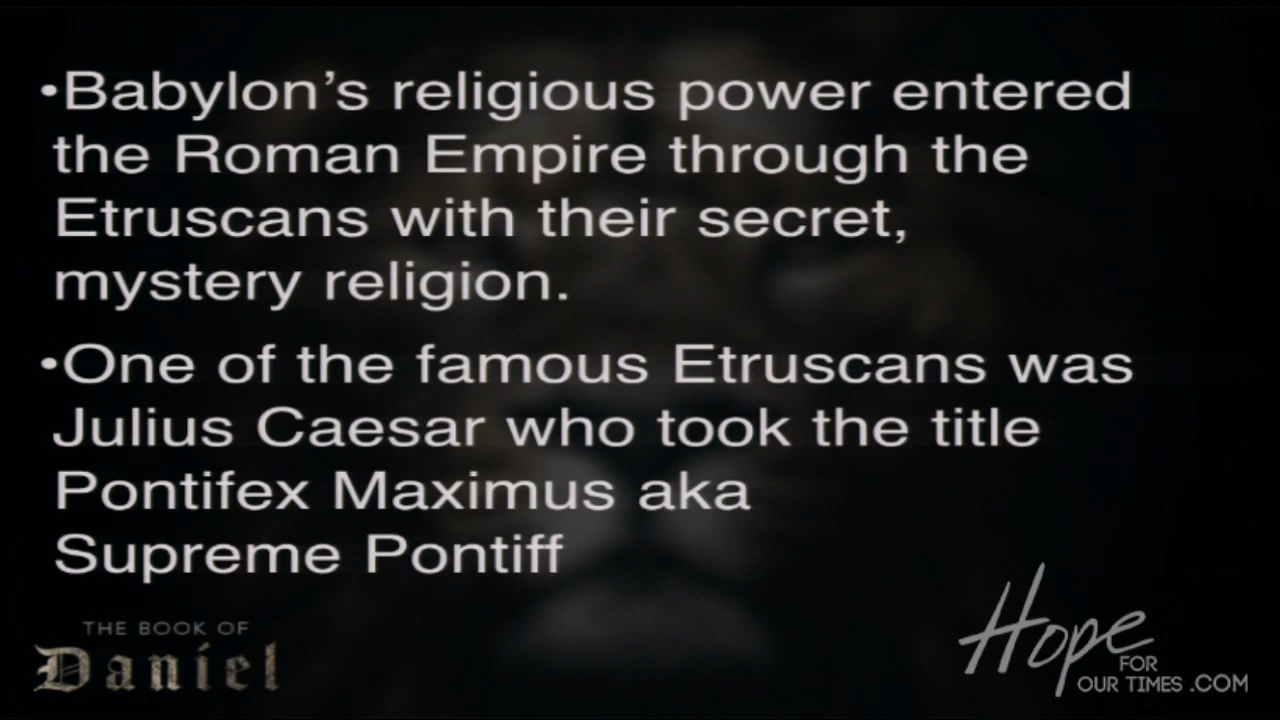 •Babylon’s religious power entered
the Roman Empire through the
Etruscans with their secret,
mystery religion.
•One of the famous Etruscans was
Julius Caesar who took the title
Pontifex Maximus aka
Supreme Pontiff
THE BOOK OF
Daniel
Hope
FOR
OUR TIMES .COM